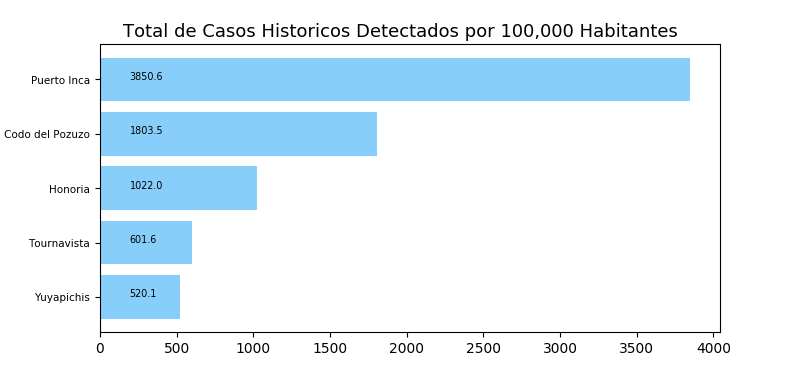 Total de Casos Historicos Detectados por 100,000 Habitantes
Puerto Inca 3850.6
Codo del Pozuzo 1803.5
Honoria 1022.0
Tournavista 601.6
Yuyapichis 520.1
0 500 1000 1500 2000 2500 3000 3500 4000